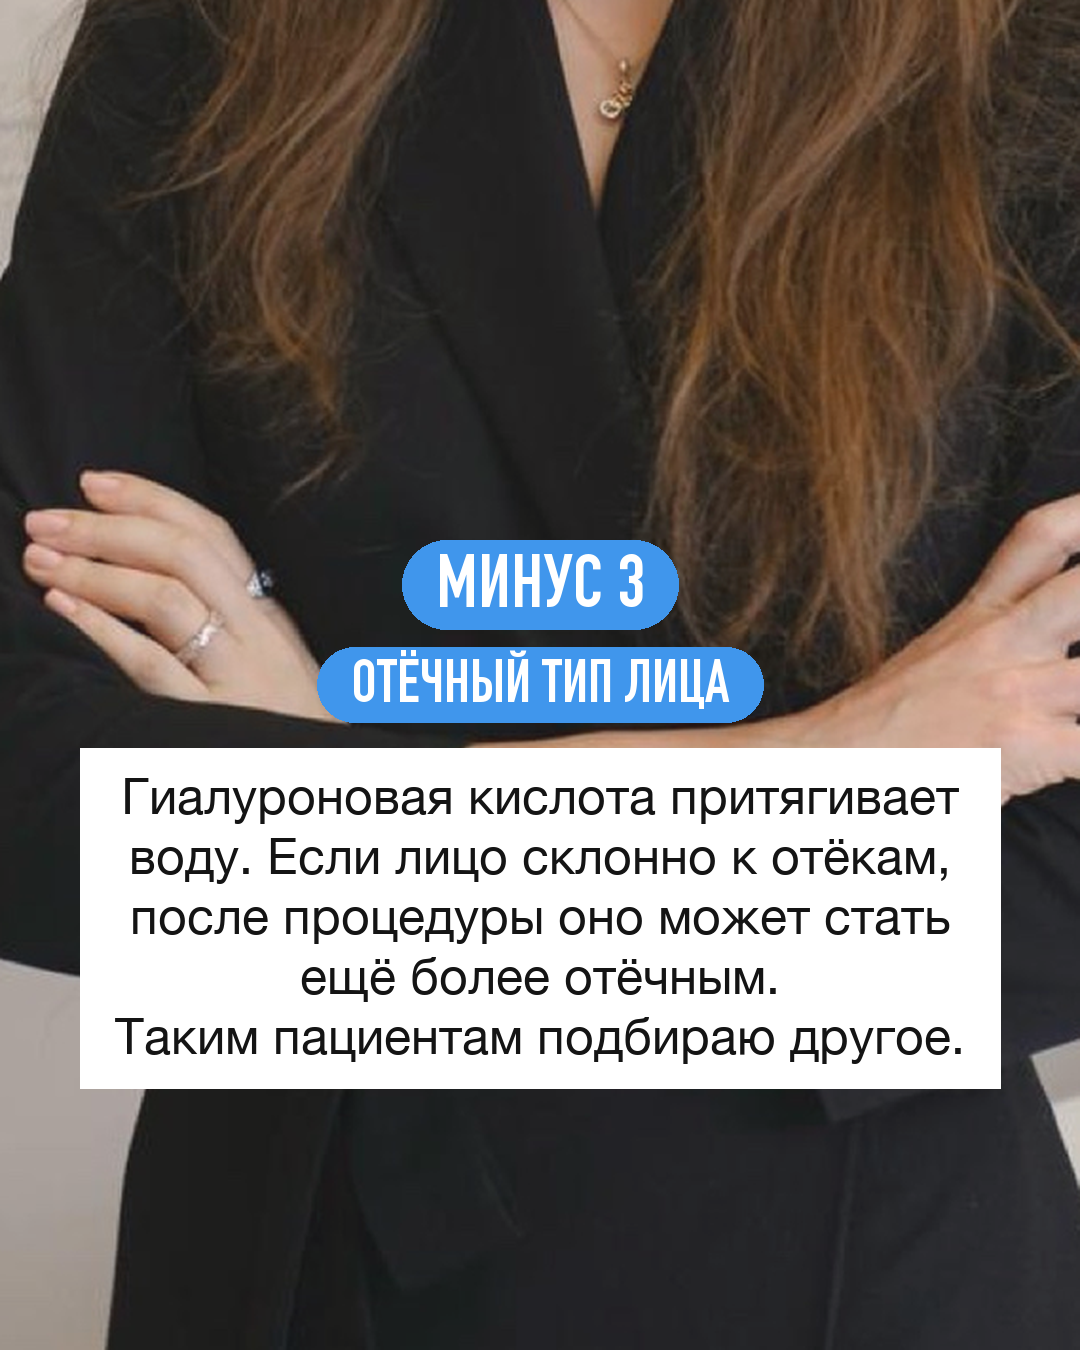 МИНУС 3
ОТЁЧНЫЙ ТИП ЛИЦА
Гиалуроновая кислота притягивает
воду. Если лицо склонно к отёкам,
после процедуры оно может стать
ещё более отёчным.
Таким пациентам подбираю другое.